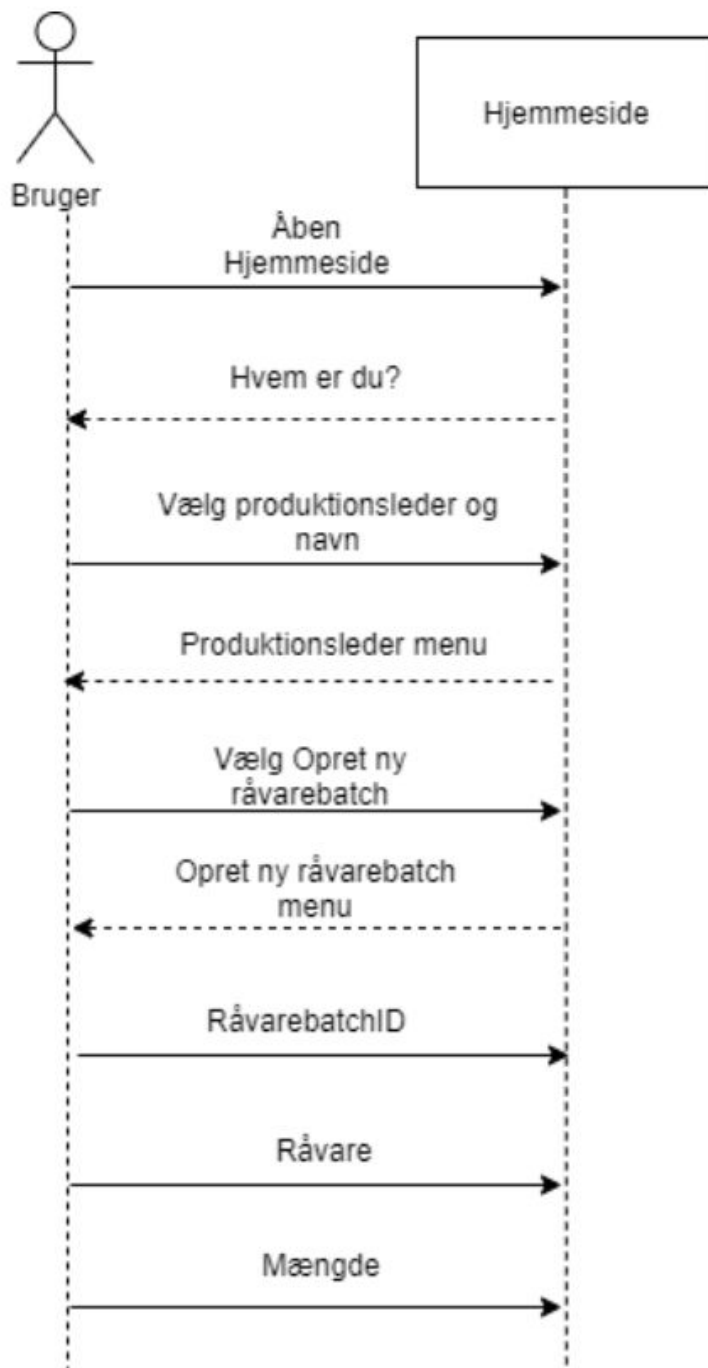 Hjemmeside
Bruger
Åben
Hjemmeside
Hvem er du?
Vælg produktionsleder og
navn
Produktionsleder menu
Vælg Opret ny
råvarebatch
Opret ny råvarebatch
menu
RåvarebatchID
Råvare
Mængde